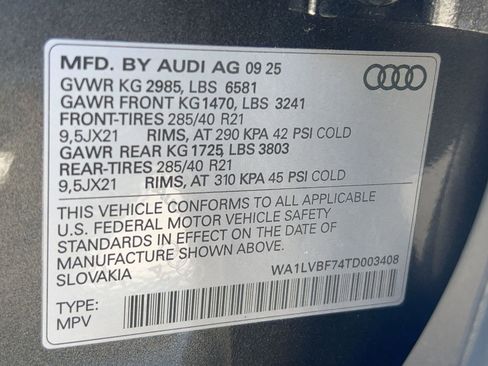 MFD. BY AUDI AG 09 25
GVWR KG 2985, LBS 6581
GAWR FRONT KG1470, LBS 3241
FRONT-TIRES 285/40 R21
9,5JX21 RIMS, AT 290 KPA 42 PSI COLD
GAWR REAR KG 1725, LBS 3803
REAR-TIRES 285/40 R21
9,5JX21 RIMS, AT 310 KPA 45 PSI COLD
THIS VEHICLE CONFORMS TO ALL APPLICABLE
U.S. FEDERAL MOTOR VEHICLE SAFETY
STANDARDS IN EFFECT ON THE DATE OF
MANUFACTURE SHOWN ABOVE.
SLOVAKIA WA1LVBF74TD003408
TYPE:
MPV